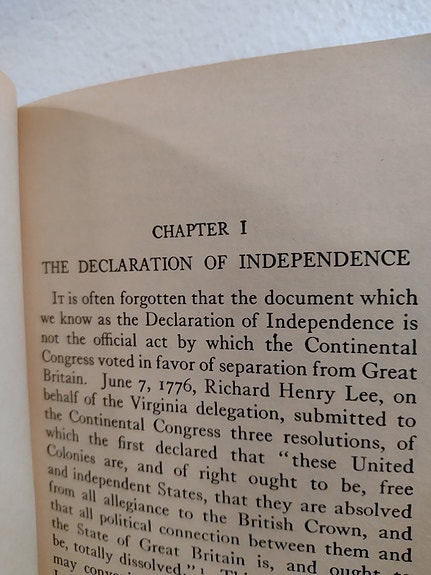 CHAPTER I
THE DECLARATION OF INDEPENDENCE
It is often forgotten that the document which
we know as the Declaration of Independence is
not the official act by which the Continental
Congress voted in favor of separation from Great
Britain. June 7, 1776, Richard Henry Lee, on
behalf of the Virginia delegation, submitted to
the Continental Congress three resolutions, of
which the first declared that “these United
Colonies are, and of right ought to be, free
and independent States, that they are absolved
from all allegiance to the British Crown, and
that all political connection between them and
the State of Great Britain is, and ought to
be, totally dissolved.” 1
may